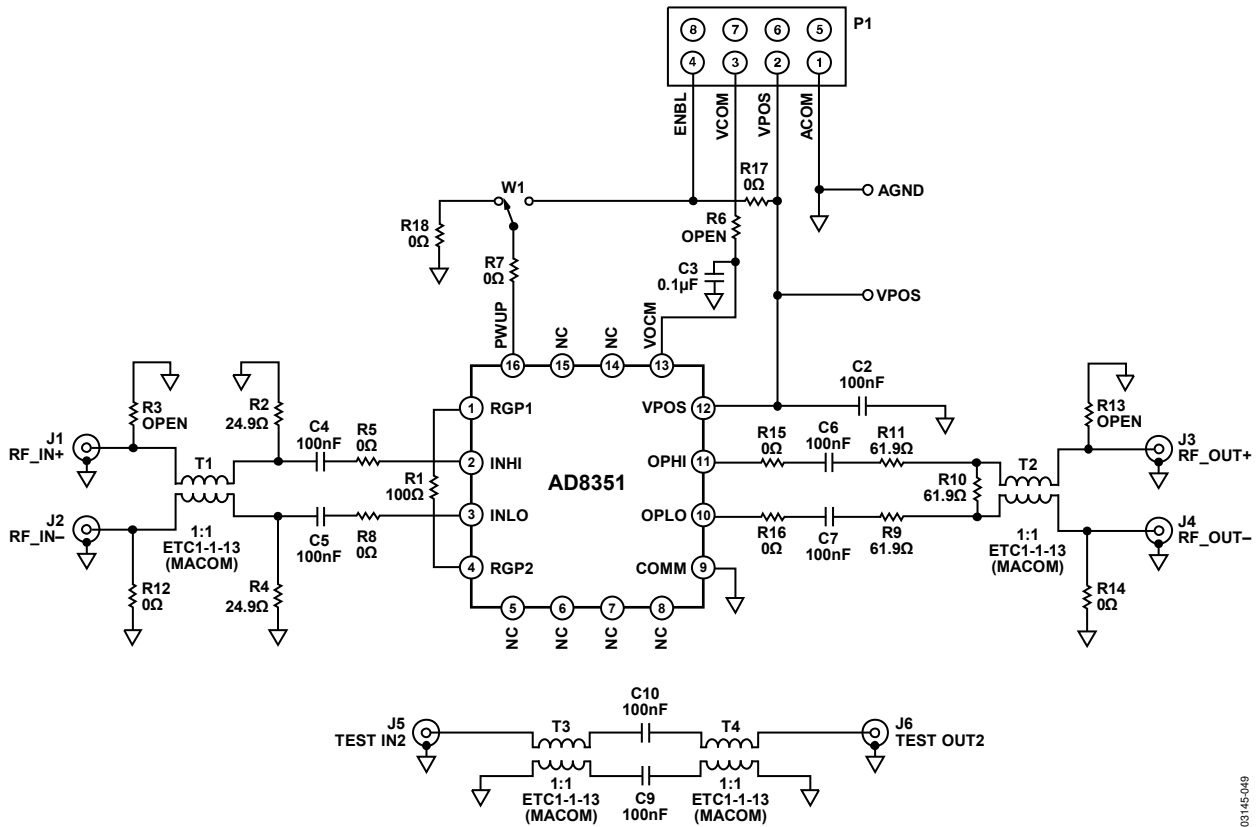 8 7 6 5 P1
4 3 2 1
ENBL
VCOM
VPOS
ACOM
R17
0Ω
AGND
W1
R18
0Ω
R6
OPEN
R7
0Ω
C3
0.1µF
VPOS
PWUP
NC
NC
VOCM
16 15 14 13
R3
OPEN
R2
24.9Ω
C4
100nF
R5
0Ω
J1
RF_IN+
T1
1:1
ETC1-1-13
(MACOM)
J2
RF_IN–
R12
0Ω
R4
24.9Ω
C5
100nF
R8
0Ω
R1
100Ω
1 RGP1
2 INHI
3 INLO
4 RGP2
AD8351
VPOS 12
OPHI 11
OPLO 10
COMM 9
5 6 7 8
NC
NC
NC
NC
C2
100nF
R15
0Ω
C6
100nF
R11
61.9Ω
R10
61.9Ω
R16
0Ω
C7
100nF
R9
61.9Ω
T2
1:1
ETC1-1-13
(MACOM)
R13
OPEN
J3
RF_OUT+
J4
RF_OUT–
R14
0Ω
J5
TEST IN2
T3
1:1
ETC1-1-13
(MACOM)
C10
100nF
C9
100nF
T4
1:1
ETC1-1-13
(MACOM)
J6
TEST OUT2
03145-049